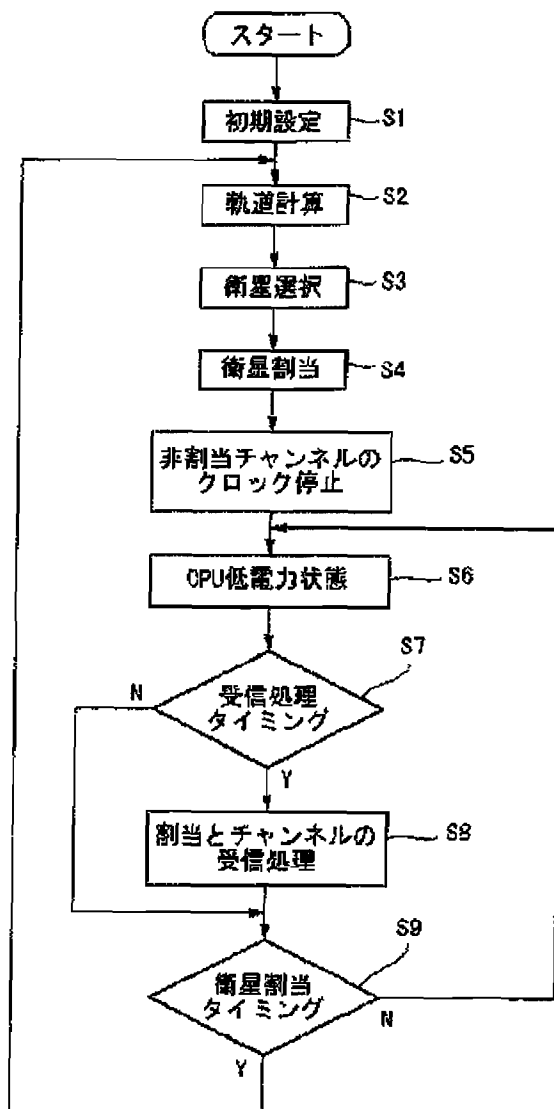 スタート
初期設定
S1
軌道計算
S2
衛星選択
S3
衛星割当
S4
非割当チャンネルの
クロック停止
S5
CPU低電力状態
S6
S7
受信処理
タイミング
N
Y
割当とチャンネルの
受信処理
S8
S9
衛星割当
タイミング
N
Y